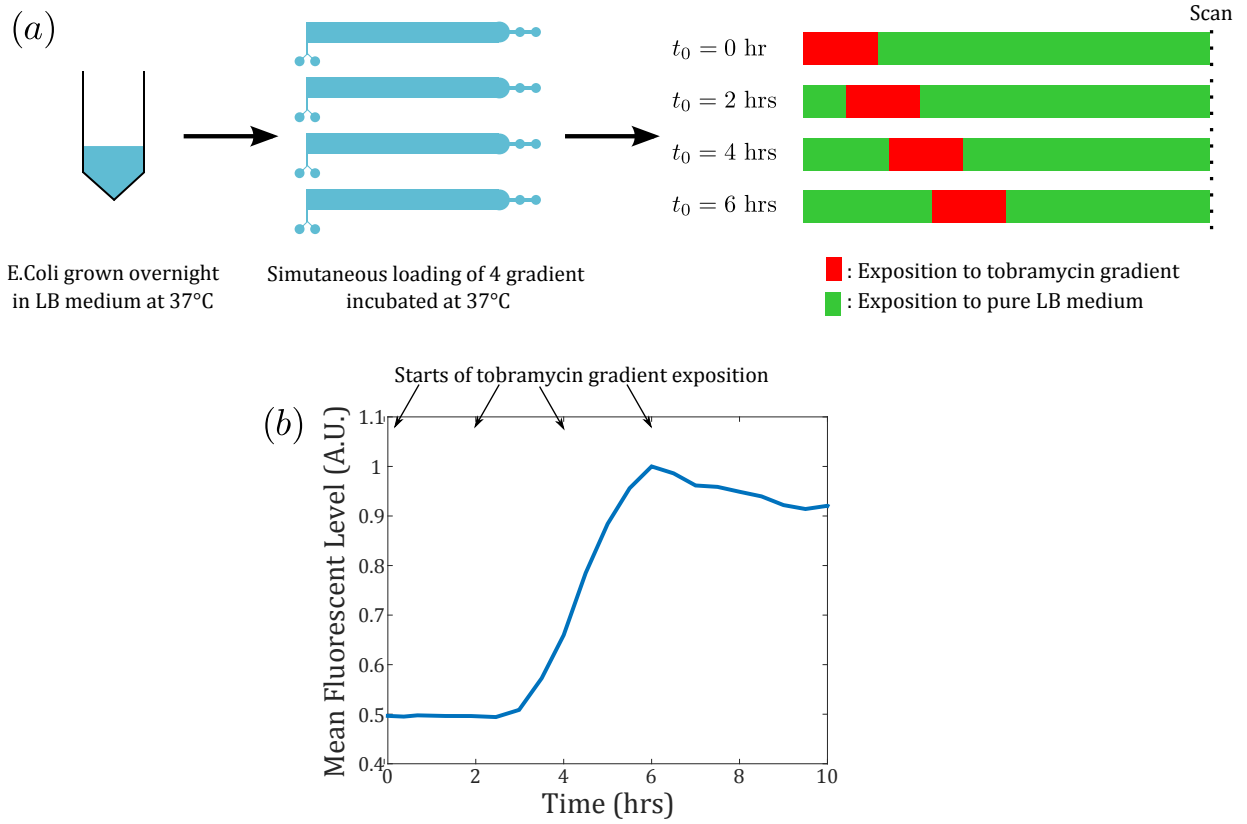 (a)
Scan
t₀ = 0 hr
t₀ = 2 hrs
t₀ = 4 hrs
t₀ = 6 hrs
E.Coli grown overnight
in LB medium at 37°C
Simutaneous loading of 4 gradient
incubated at 37°C
: Exposition to tobramycin gradient
: Exposition to pure LB medium
Starts of tobramycin gradient exposition
(b)
Mean Fluorescent Level (A.U.)
1.1
1
0.9
0.8
0.7
0.6
0.5
0.4
0 2 4 6 8 10
Time (hrs)